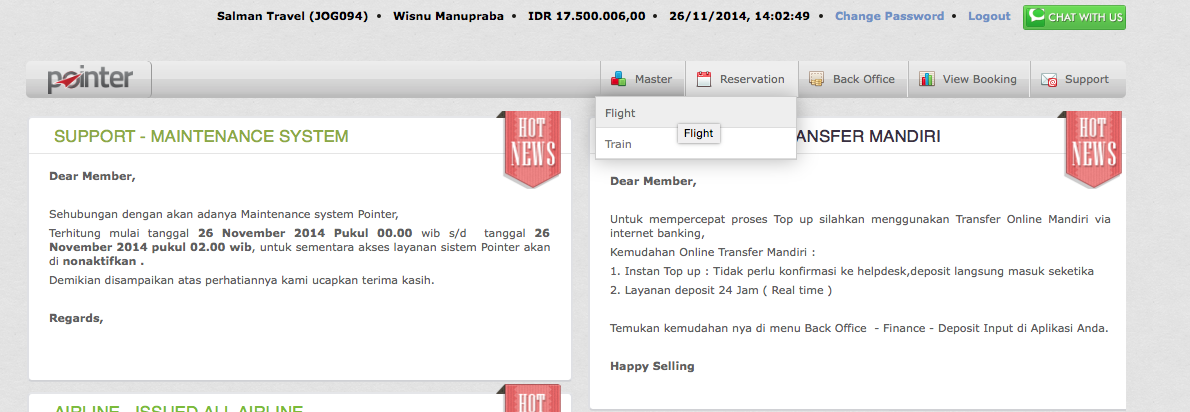 Salman Travel (JOG094) • Wisnu Manupraba • IDR 17.500.006,00 • 26/11/2014, 14:02:49 • Change Password • Logout CHAT WITH US
pointer Master Reservation Back Office View Booking Support
Flight
Flight
Train
SUPPORT - MAINTENANCE SYSTEM
HOT NEWS
Dear Member,
Sehubungan dengan akan adanya Maintenance system Pointer,
Terhitung mulai tanggal 26 November 2014 Pukul 00.00 wib s/d tanggal 26
November 2014 pukul 02.00 wib, untuk sementara akses layanan sistem Pointer akan
di nonaktifkan .
Demikian disampaikan atas perhatiannya kami ucapkan terima kasih.
Regards,
ANSFER MANDIRI
HOT NEWS
Dear Member,
Untuk mempercepat proses Top up silahkan menggunakan Transfer Online Mandiri via
internet banking,
Kemudahan Online Transfer Mandiri :
1. Instan Top up : Tidak perlu konfirmasi ke helpdesk,deposit langsung masuk seketika
2. Layanan deposit 24 Jam ( Real time )
Temukan kemudahan nya di menu Back Office - Finance - Deposit Input di Aplikasi Anda.
Happy Selling
AIRLINE - ISSUED ALL AIRLINE
HOT